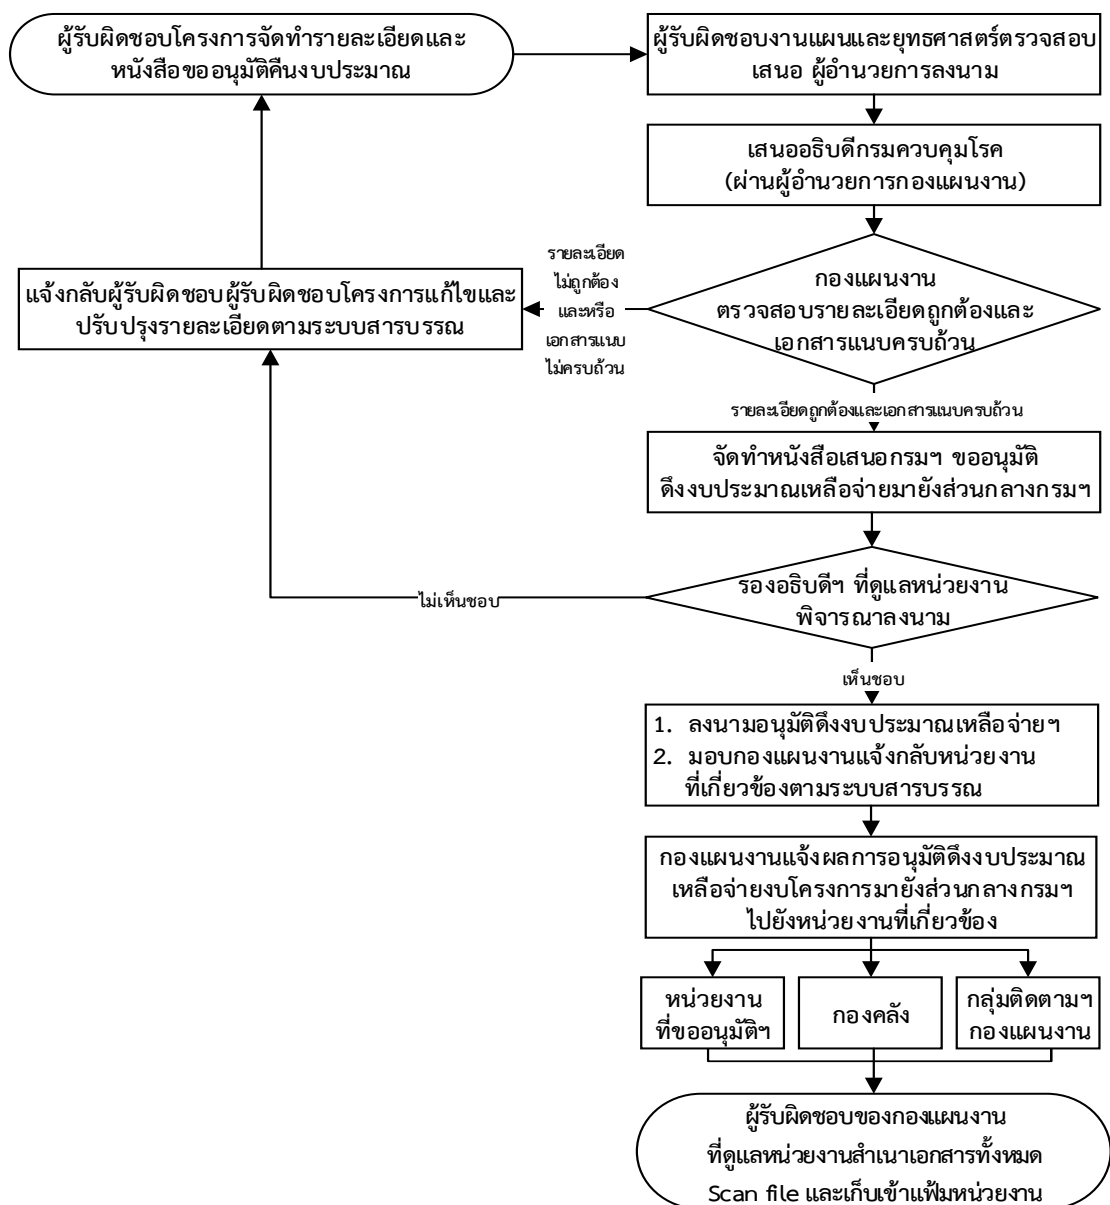 ผู้รับผิดชอบโครงการจัดทำรายละเอียดและ
หนังสือขออนุมัติคืนงบประมาณ
ผู้รับผิดชอบงานแผนและยุทธศาสตร์ตรวจสอบ
เสนอ ผู้อำนวยการลงนาม
เสนออธิบดีกรมควบคุมโรค
(ผ่านผู้อำนวยการกองแผนงาน)
กองแผนงาน
ตรวจสอบรายละเอียดถูกต้องและ
เอกสารแนบครบถ้วน
รายละเอียด
ไม่ถูกต้อง
และหรือ
เอกสารแนบ
ไม่ครบถ้วน
แจ้งกลับผู้รับผิดชอบผู้รับผิดชอบโครงการแก้ไขและ
ปรับปรุงรายละเอียดตามระบบสารบรรณ
รายละเอียดถูกต้องและเอกสารแนบครบถ้วน
จัดทำหนังสือเสนอกรมฯ ขออนุมัติ
ดึงงบประมาณเหลือจ่ายมายังส่วนกลางกรมฯ
รองอธิบดีฯ ที่ดูแลหน่วยงาน
พิจารณาลงนาม
ไม่เห็นชอบ
เห็นชอบ
1. ลงนามอนุมัติดึงงบประมาณเหลือจ่ายฯ
2. มอบกองแผนงานแจ้งกลับหน่วยงาน
ที่เกี่ยวข้องตามระบบสารบรรณ
กองแผนงานแจ้งผลการอนุมัติดึงงบประมาณ
เหลือจ่ายงบโครงการมายังส่วนกลางกรมฯ
ไปยังหน่วยงานที่เกี่ยวข้อง
หน่วยงาน
ที่ขออนุมัติฯ
กองคลัง
กลุ่มติดตามฯ
กองแผนงาน
ผู้รับผิดชอบของกองแผนงาน
ที่ดูแลหน่วยงานสำเนาเอกสารทั้งหมด
Scan file และเก็บเข้าแฟ้มหน่วยงาน